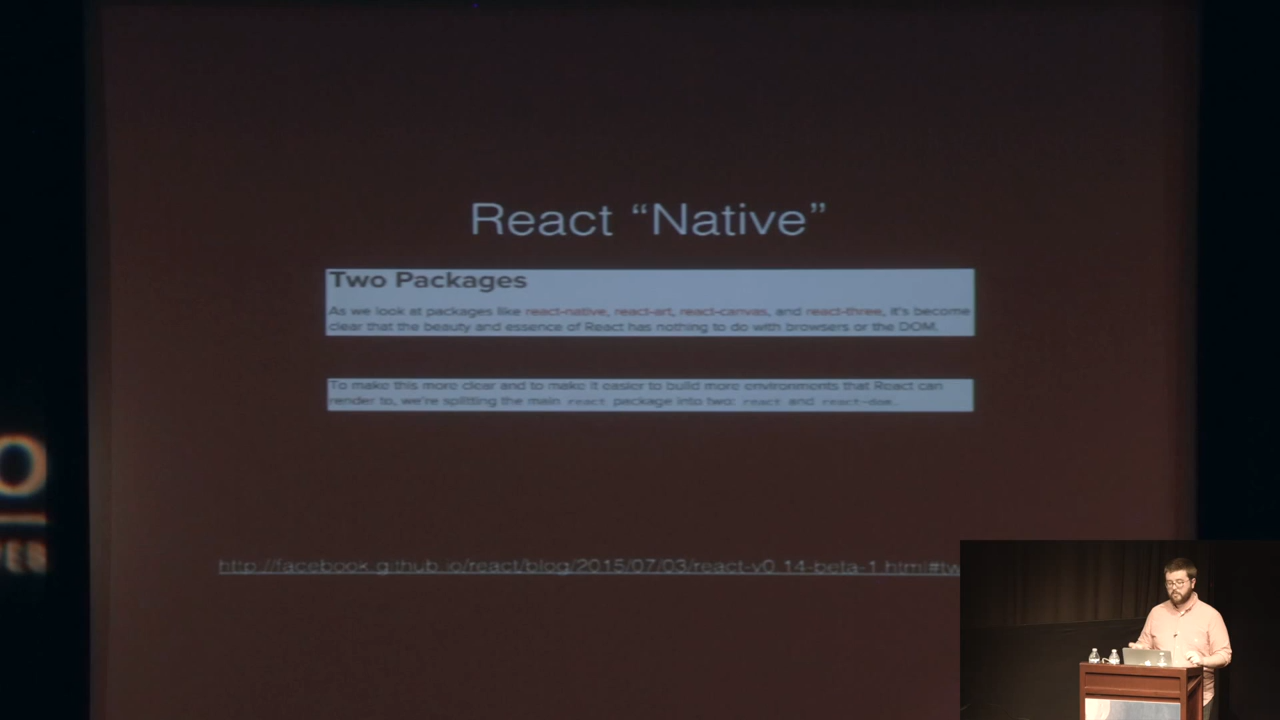 React “Native”
Two Packages
As we look at packages like react-native, react-art, react-canvas, and react-three, it's become
clear that the beauty and essence of React has nothing to do with browsers or the DOM.
To make this more clear and to make it easier to build more environments that React can
render to, we're splitting the main react package into two: react and react-dom.
http://facebook.github.io/react/blog/2015/07/03/react-v0.14-beta-1.html#tw
O
VES